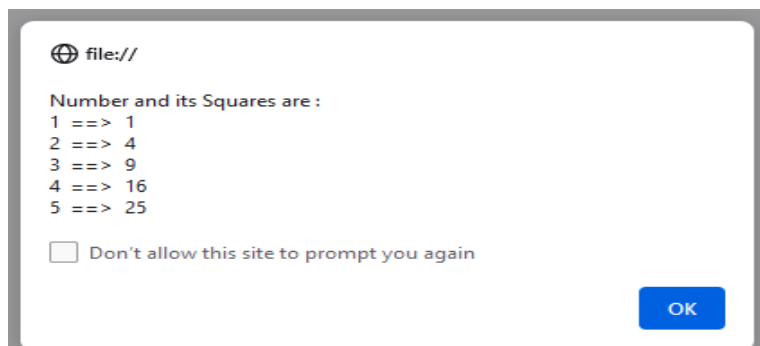 file://
Number and its Squares are :
1 ==> 1
2 ==> 4
3 ==> 9
4 ==> 16
5 ==> 25
Don't allow this site to prompt you again
OK